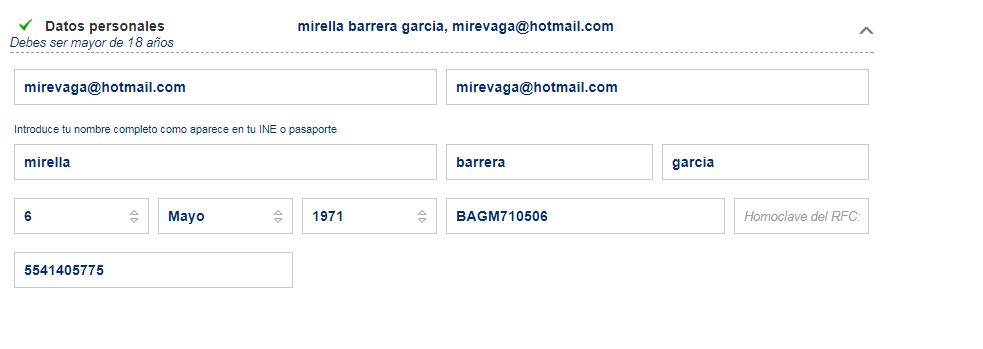 Datos personales mirella barrera garcia, mirevaga@hotmail.com
Debes ser mayor de 18 años
mirevaga@hotmail.com mirevaga@hotmail.com
Introduce tu nombre completo como aparece en tu INE o pasaporte
mirella barrera garcia
6 Mayo 1971 BAGM710506 Homoclave del RFC:
5541405775